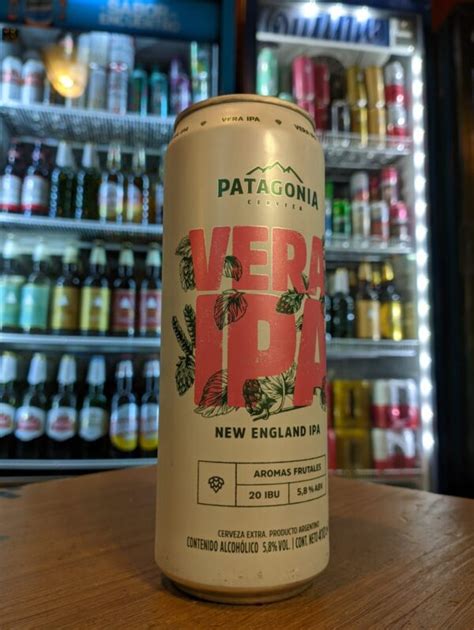 VERA IPA
PATAGONIA
CERVEZA
VERA
IPA
NEW ENGLAND IPA
AROMAS FRUTALES
20 IBU
5,8 % ABV
CERVEZA EXTRA. PRODUCTO ARGENTINO
CONTENIDO ALCOHÓLICO 5,8% VOL. | CONT. NETO 410